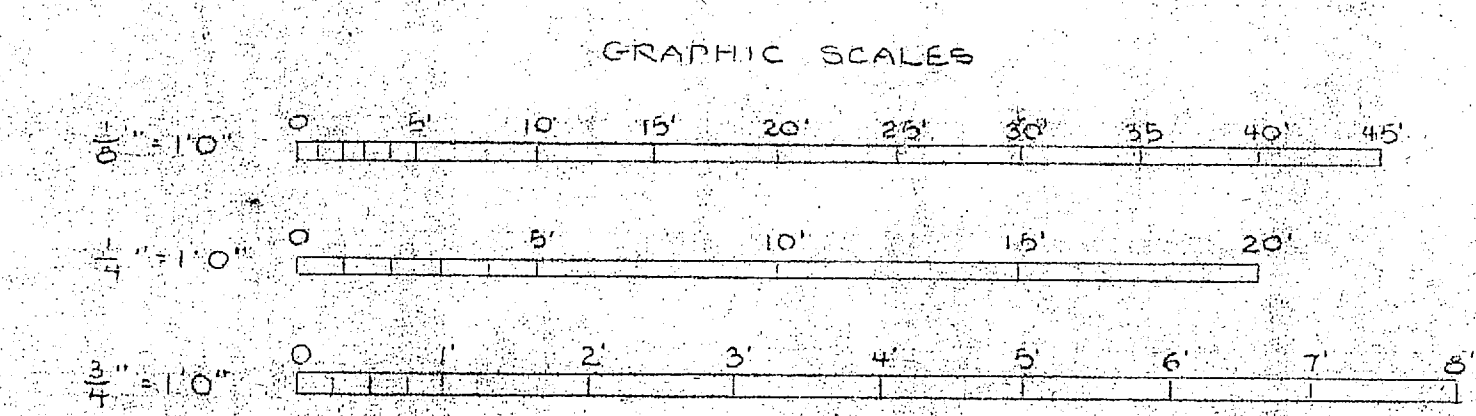 GRAPHIC SCALES
0 5' 10' 15' 20' 25' 30' 35 40' 45'
1/8" = 1'0"
0 5' 10' 15' 20'
1/4" = 1'0"
0 1' 2' 3' 4' 5' 6' 7' 8'
3/4" = 1'0"